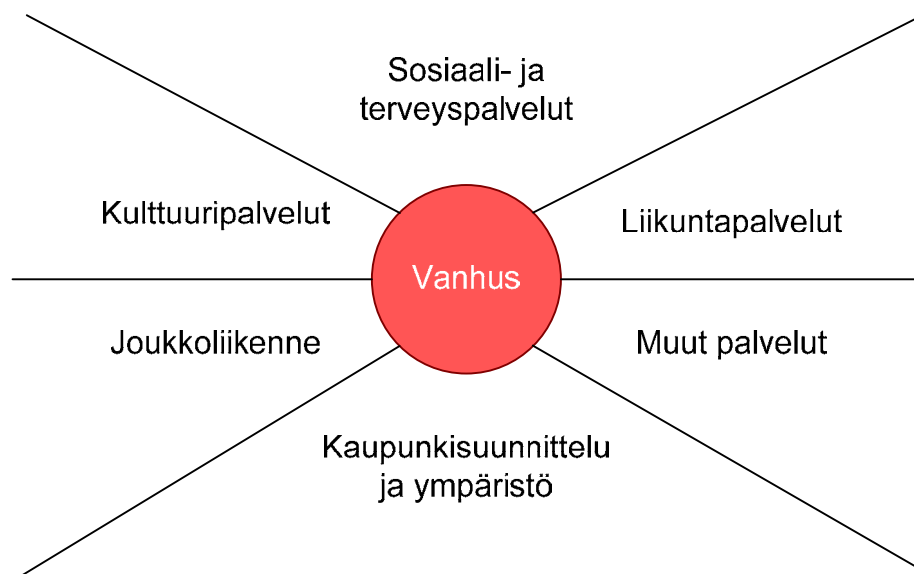 Sosiaali- ja
terveyspalvelut
Kulttuuripalvelut
Liikuntapalvelut
Vanhus
Joukkoliikenne
Muut palvelut
Kaupunkisuunnittelu
ja ympäristö